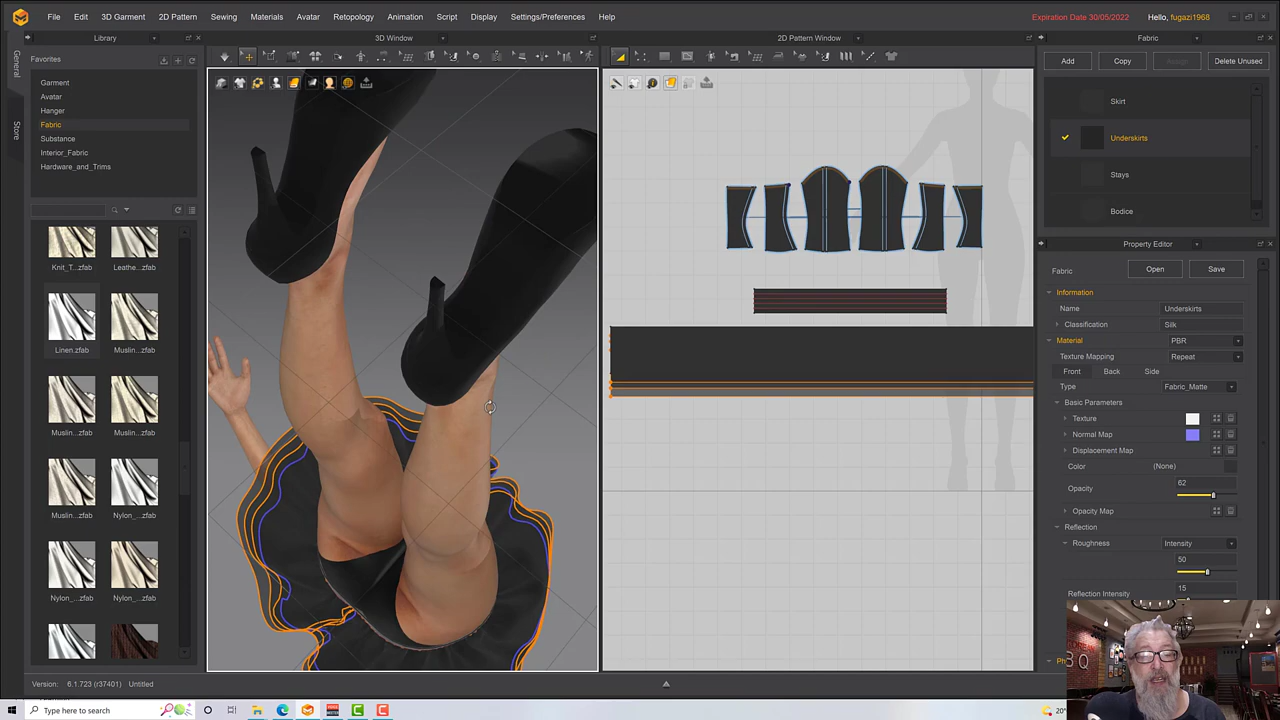 File Edit 3D Garment 2D Pattern Sewing Materials Avatar Retopology Animation Script Display Settings/Preferences Help
Expiration Date 30/05/2022 Hello, fugazi1968
Library
3D Window
2D Pattern Window
Fabric
General
Store
Favorites
Garment
Avatar
Hanger
Fabric
Substance
Interior_Fabric
Hardware_and_Trims
Knit_T...zfab Leathe...zfab
Linen.zfab Muslin...zfab
Muslin...zfab Muslin...zfab
Muslin...zfab Nylon_...zfab
Nylon_...zfab Nylon_...zfab
Add Copy Assign Delete Unused
Skirt
Underskirts
Stays
Bodice
Property Editor
Fabric Open Save
Information
Name Underskirts
Classification Silk
Material PBR
Texture Mapping Repeat
Front Back Side
Type Fabric_Matte
Basic Parameters
Texture
Normal Map
Displacement Map
Color (None)
Opacity 62
Opacity Map
Reflection
Roughness Intensity
50
Reflection Intensity 15
Version: 6.1.723 (r37401) Untitled
Type here to search